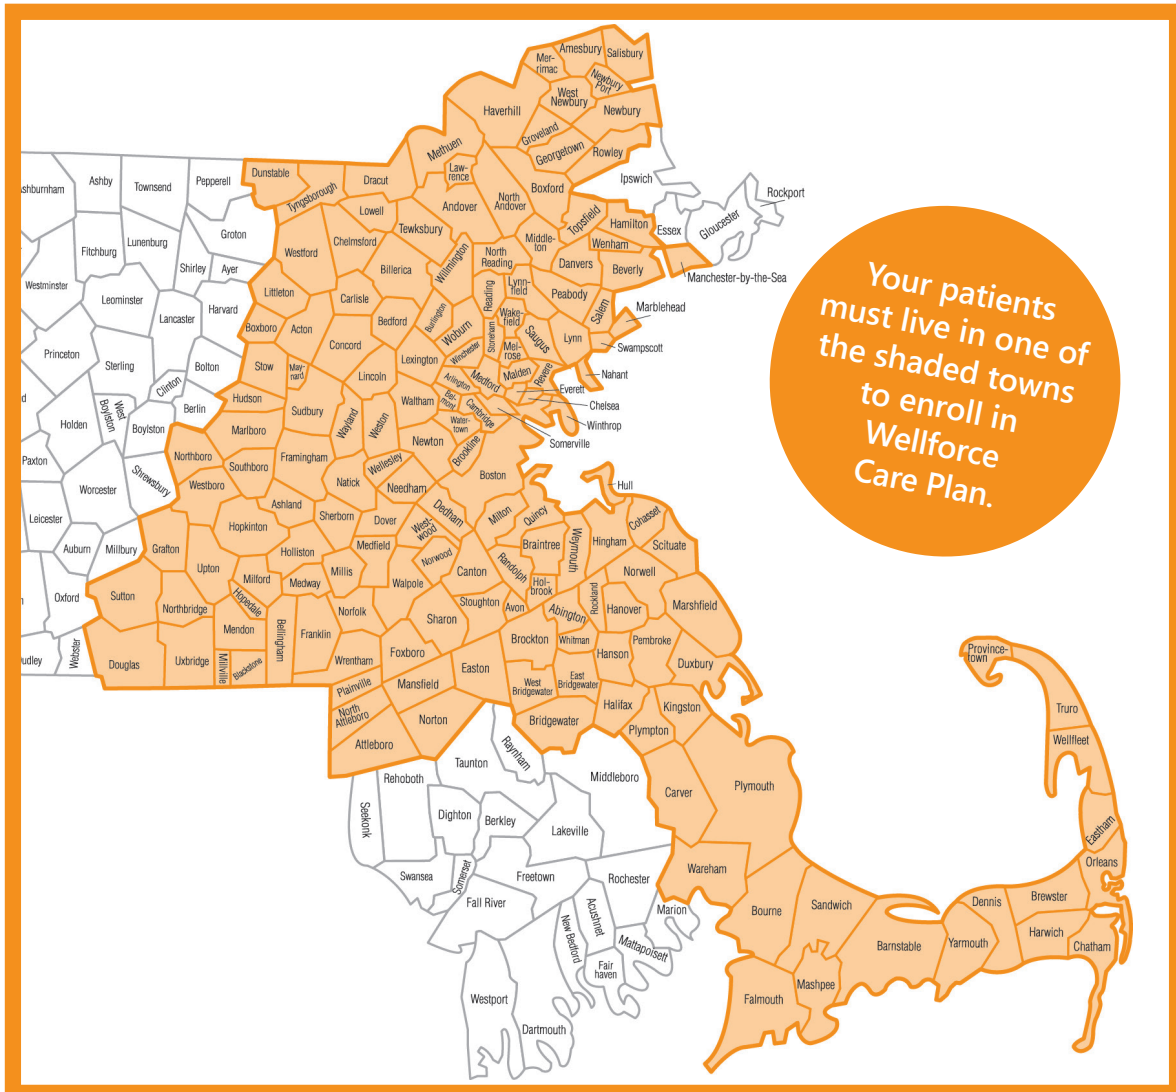 Amesbury
Salisbury
Mer-
rimac
Newbury
Port
West
Newbury
Haverhill
Newbury
Groveland
Methuen
Georgetown
Rowley
Law-
rence
Ipswich
Boxford
Rockport
Ashby
Townsend
Pepperell
Dunstable
Dracut
Tyngsborough
Andover
North
Andover
Essex
Gloucester
Topsfield
Hamilton
Lowell
Tewksbury
Groton
Chelmsford
Wilmington
Middle-
ton
Wenham
Fitchburg
Lunenburg
Westford
Billerica
North
Reading
Danvers
Beverly
Shirley
Ayer
Manchester-by-the-Sea
Westminster
Leominster
Harvard
Littleton
Carlisle
Reading
Lynn-
field
Peabody
Salem
Lancaster
Boxboro
Acton
Bedford
Burlington
Woburn
Stoneham
Wake-
field
Saugus
Lynn
Marblehead
Swampscott
Concord
Lexington
Winchester
Mel-
rose
Princeton
Sterling
Bolton
Stow
May-
nard
Lincoln
Arlington
Medford
Malden
Revere
Nahant
Everett
Chelsea
Winthrop
Somerville
Clinton
Berlin
Hudson
Sudbury
Wayland
Weston
Waltham
Bel-
mont
Cambridge
Water-
town
West
Boylston
Boylston
Holden
Marlboro
Newton
Brookline
Paxton
Northboro
Southboro
Framingham
Wellesley
Boston
Shrewsbury
Westboro
Natick
Needham
Hull
Worcester
Ashland
Sherborn
Dover
Dedham
Milton
Quincy
Cohasset
Leicester
Hopkinton
West-
wood
Braintree
Weymouth
Hingham
Scituate
Auburn
Millbury
Grafton
Holliston
Medfield
Norwood
Canton
Randolph
Hol-
brook
Norwell
Upton
Milford
Medway
Millis
Walpole
Oxford
Sutton
Northbridge
Hopedale
Norfolk
Sharon
Stoughton
Avon
Abington
Rockland
Hanover
Marshfield
Mendon
Bellingham
Franklin
Foxboro
Brockton
Whitman
Hanson
Pembroke
Webster
Douglas
Uxbridge
Millville
Blackstone
Wrentham
Easton
Duxbury
Plainville
Mansfield
West
Bridgewater
East
Bridgewater
Halifax
Kingston
North
Attleboro
Norton
Bridgewater
Plympton
Attleboro
Raynham
Taunton
Middleboro
Rehoboth
Plymouth
Carver
Seekonk
Dighton
Berkley
Lakeville
Swansea
Somerset
Freetown
Rochester
Wareham
Fall River
Acushnet
Marion
New Bedford
Mattapoisett
Fair
haven
Westport
Dartmouth
Bourne
Sandwich
Barnstable
Falmouth
Mashpee
Yarmouth
Dennis
Brewster
Harwich
Chatham
Orleans
Eastham
Wellfleet
Truro
Province-
town
Your patients
must live in one of
the shaded towns
to enroll in
Wellforce
Care Plan.